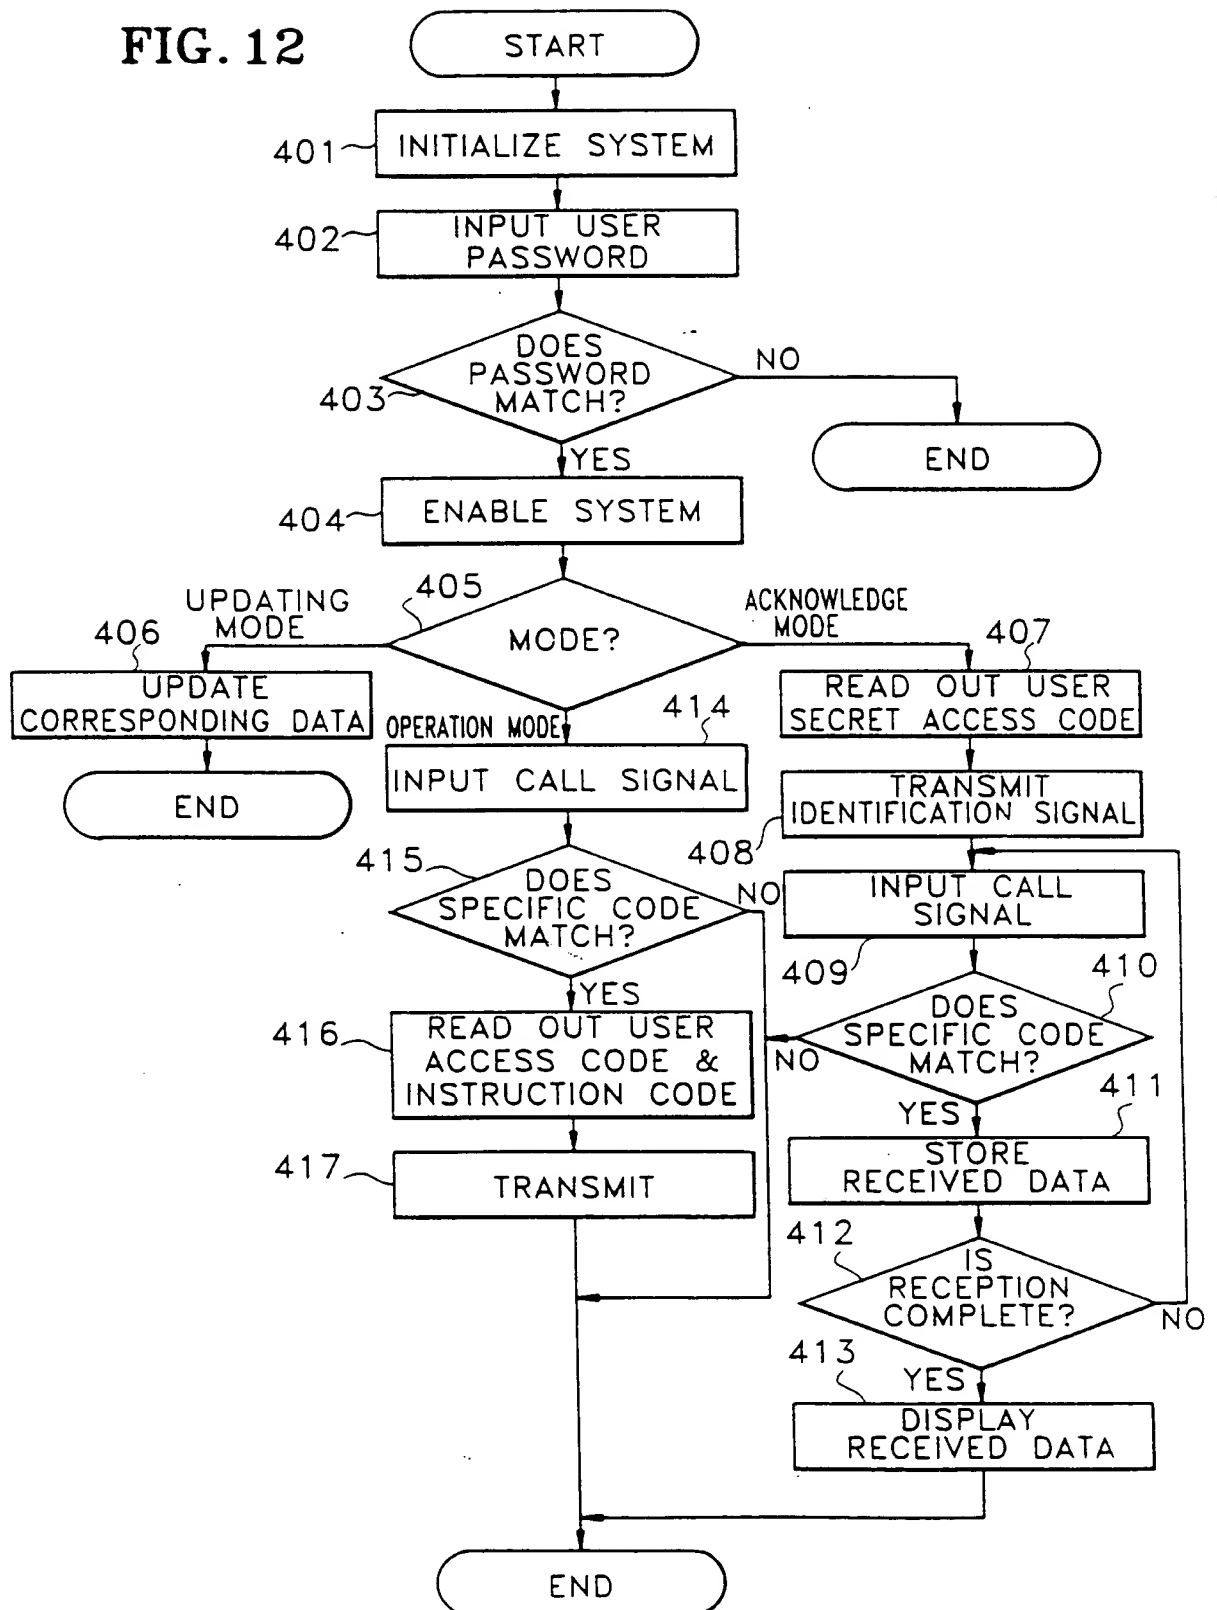 FIG. 12
START
401
INITIALIZE SYSTEM
402
INPUT USER
PASSWORD
DOES
PASSWORD
MATCH?
403
NO
YES
END
404
ENABLE SYSTEM
405
MODE?
UPDATING
MODE
ACKNOWLEDGE
MODE
OPERATION MODE
406
UPDATE
CORRESPONDING DATA
END
407
READ OUT USER
SECRET ACCESS CODE
414
INPUT CALL SIGNAL
TRANSMIT
IDENTIFICATION SIGNAL
408
415
DOES
SPECIFIC CODE
MATCH?
NO
YES
INPUT CALL
SIGNAL
409
410
DOES
SPECIFIC CODE
MATCH?
NO
YES
416
READ OUT USER
ACCESS CODE &
INSTRUCTION CODE
411
STORE
RECEIVED DATA
417
TRANSMIT
412
IS
RECEPTION
COMPLETE?
NO
YES
413
DISPLAY
RECEIVED DATA
END